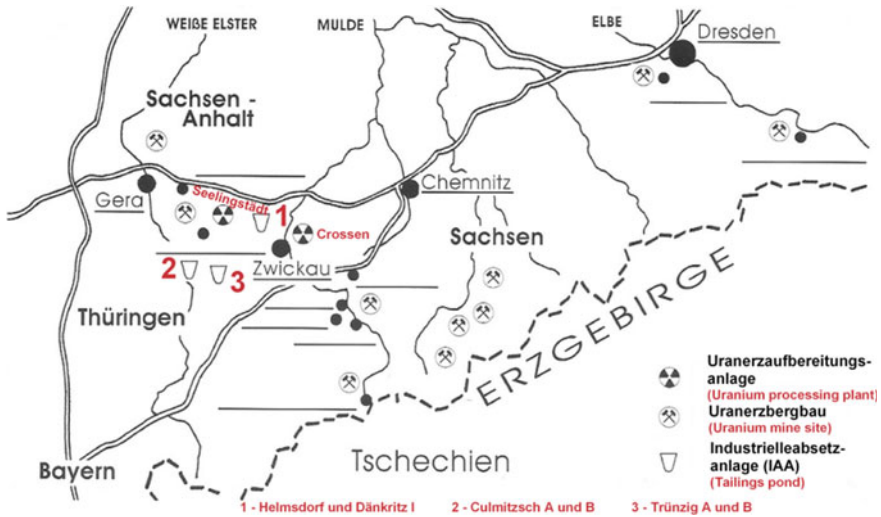 WEIßE ELSTER
MULDE
ELBE
Dresden
Sachsen -
Anhalt
Gera
Seelingstädt
1
Crossen
Chemnitz
Sachsen
Zwickau
2
3
Thüringen
ERZGEBIRGE
Bayern
Tschechien
Uranerzaufbereitungs-
anlage
(Uranium processing plant)
Uranerzbergbau
(Uranium mine site)
Industrielleabsetz-
anlage (IAA)
(Tailings pond)
1 - Helmsdorf und Dänkritz I
2 - Culmitzsch A und B
3 - Trünzig A und B